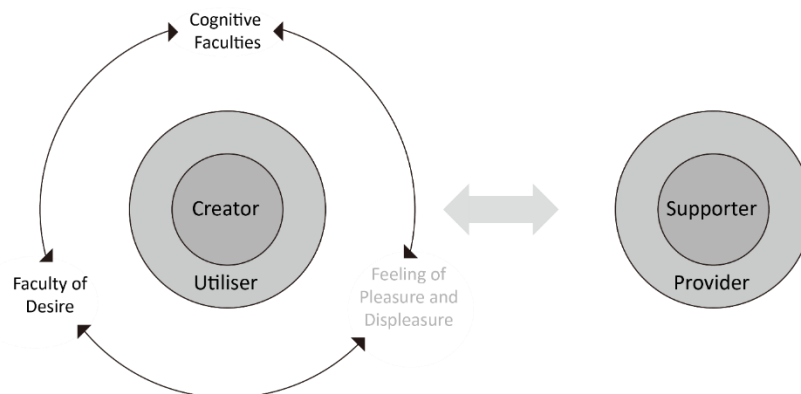 Cognitive
Faculties
Creator
Utiliser
Faculty of
Desire
Feeling of
Pleasure and
Displeasure
Supporter
Provider